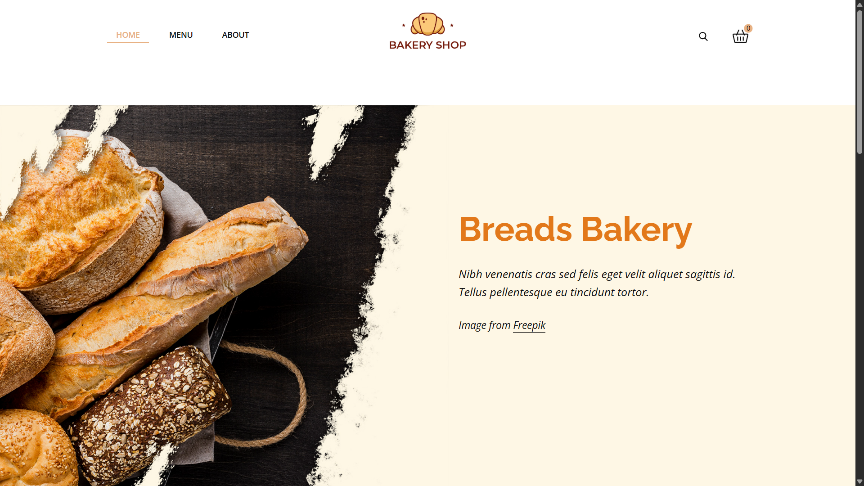 HOME
MENU
ABOUT
BAKERY SHOP
0
Breads Bakery
Nibh venenatis cras sed felis eget velit aliquet sagittis id.
Tellus pellentesque eu tincidunt tortor.
Image from Freepik